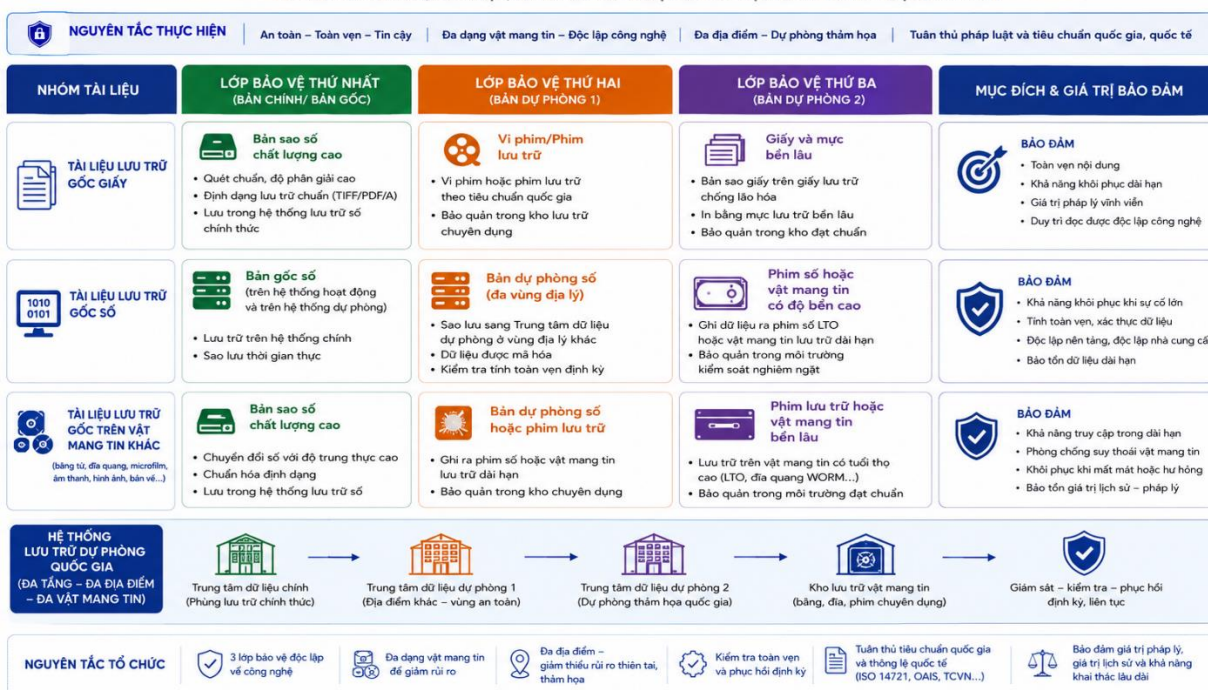 NGUYÊN TẮC THỰC HIỆN
An toàn – Toàn vẹn – Tin cậy
Đa dạng vật mang tin – Độc lập công nghệ
Đa địa điểm – Dự phòng thảm họa
Tuân thủ pháp luật và tiêu chuẩn quốc gia, quốc tế
NHÓM TÀI LIỆU
LỚP BẢO VỆ THỨ NHẤT
(BẢN CHÍNH/ BẢN GỐC)
LỚP BẢO VỆ THỨ HAI
(BẢN DỰ PHÒNG 1)
LỚP BẢO VỆ THỨ BA
(BẢN DỰ PHÒNG 2)
MỤC ĐÍCH & GIÁ TRỊ BẢO ĐẢM
TÀI LIỆU LƯU TRỮ
GỐC GIẤY
Bản sao số
chất lượng cao
• Quét chuẩn, độ phân giải cao
• Định dạng lưu trữ chuẩn (TIFF/PDF/A)
• Lưu trong hệ thống lưu trữ số
chính thức
Vi phim/Phim
lưu trữ
• Vi phim hoặc phim lưu trữ
theo tiêu chuẩn quốc gia
• Bảo quản trong kho lưu trữ
chuyên dụng
Giấy và mực
bền lâu
• Bản sao giấy trên giấy lưu trữ
chống lão hóa
• In bằng mực lưu trữ bền lâu
• Bảo quản trong kho đạt chuẩn
BẢO ĐẢM
• Toàn vẹn nội dung
• Khả năng khôi phục dài hạn
• Giá trị pháp lý vĩnh viễn
• Duy trì đọc được độc lập công nghệ
1010
0101
TÀI LIỆU LƯU TRỮ
GỐC SỐ
Bản gốc số
(trên hệ thống hoạt động
và trên hệ thống dự phòng)
• Lưu trữ trên hệ thống chính
• Sao lưu thời gian thực
Bản dự phòng số
(đa vùng địa lý)
• Sao lưu sang Trung tâm dữ liệu
dự phòng ở vùng địa lý khác
• Dữ liệu được mã hóa
• Kiểm tra tính toàn vẹn định kỳ
Phim số hoặc
vật mang tin
có độ bền cao
• Ghi dữ liệu ra phim số LTO
hoặc vật mang tin lưu trữ dài hạn
• Bảo quản trong môi trường
kiểm soát nghiêm ngặt
BẢO ĐẢM
• Khả năng khôi phục khi sự cố lớn
• Tính toàn vẹn, xác thực dữ liệu
• Độc lập nền tảng, độc lập nhà cung cấ
• Bảo tồn dữ liệu dài hạn
TÀI LIỆU LƯU TRỮ
GỐC TRÊN VẬT
MANG TIN KHÁC
(băng từ, đĩa quang, microfilm,
âm thanh, hình ảnh, bản vẽ...)
Bản sao số
chất lượng cao
• Chuyển đổi số với độ trung thực cao
• Chuẩn hóa định dạng
• Lưu trong hệ thống lưu trữ số
Bản dự phòng số
hoặc phim lưu trữ
• Ghi ra phim số hoặc vật mang tin
lưu trữ dài hạn
• Bảo quản trong kho chuyên dụng
Phim lưu trữ hoặc
vật mang tin
bền lâu
• Lưu trữ trên vật mang tin có tuổi thọ
cao (LTO, đĩa quang WORM...)
• Bảo quản trong môi trường đạt chuẩn
BẢO ĐẢM
• Khả năng truy cập trong dài hạn
• Phòng chống suy thoái vật mang tin
• Khôi phục khi mất mát hoặc hư hỏng
• Bảo tồn giá trị lịch sử – pháp lý
HỆ THỐNG
LƯU TRỮ DỰ PHÒNG
QUỐC GIA
(ĐA TẦNG – ĐA ĐỊA ĐIỂM
– ĐA VẬT MANG TIN)
Trung tâm dữ liệu chính
(Phùng lưu trữ chính thức)
Trung tâm dữ liệu dự phòng 1
(Địa điểm khác – vùng an toàn)
Trung tâm dữ liệu dự phòng 2
(Dự phòng thảm họa quốc gia)
Kho lưu trữ vật mang tin
(băng, đĩa, phim chuyên dụng)
Giám sát – kiểm tra – phục hồi
định kỳ, liên tục
NGUYÊN TẮC TỔ CHỨC
3 lớp bảo vệ độc lập
về công nghệ
Đa dạng vật mang tin
để giảm rủi ro
Đa địa điểm –
giảm thiểu rủi ro thiên tai,
thảm họa
Kiểm tra toàn vẹn
và phục hồi định kỳ
Tuân thủ tiêu chuẩn quốc gia
và thông lệ quốc tế
(ISO 14721, OAIS, TCVN...)
Bảo đảm giá trị pháp lý,
giá trị lịch sử và khả năng
khai thác lâu dài